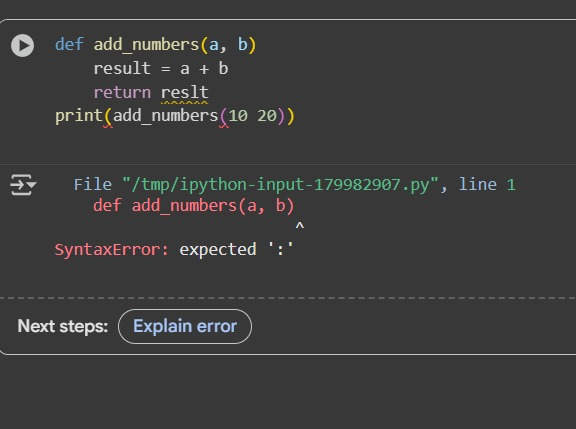 def add_numbers(a, b)
    result = a + b
    return reslt
print(add_numbers(10 20))
File "/tmp/ipython-input-179982907.py", line 1
    def add_numbers(a, b)
                         ^
SyntaxError: expected ':'
Next steps: Explain error